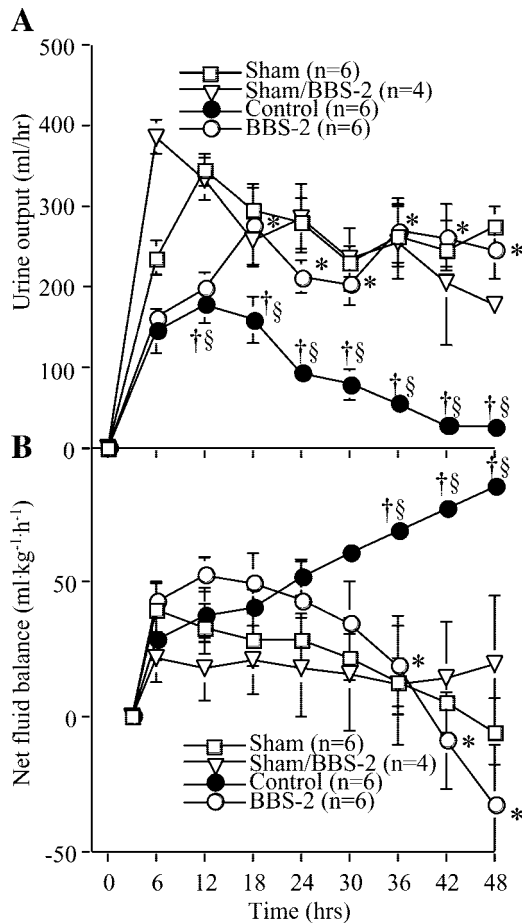 A
500
400
300
200
100
0
Urine output (ml/hr)
Sham (n=6)
Sham/BBS-2 (n=4)
Control (n=6)
BBS-2 (n=6)
* * * * * *
†§ †§ †§ †§ †§ †§ †§
B
50
0
-50
Net fluid balance (ml·kg⁻¹·h⁻¹)
†§ †§ †§
* * *
Sham (n=6)
Sham/BBS-2 (n=4)
Control (n=6)
BBS-2 (n=6)
0 6 12 18 24 30 36 42 48
Time (hrs)